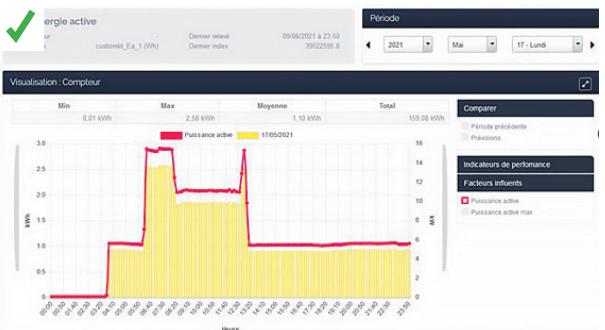 ergie active
ur - Dernier relevé 09/06/2021 à 23:50
customId_Ea_1 (Wh) Dernier index 39522595.8
Période
2021 Mai 17 - Lundi
Visualisation : Compteur
Min Max Moyenne Total
0,01 kWh 2,58 kWh 1,10 kWh 159,08 kWh
Comparer
Période précédente
Prévisions
Indicateurs de perfomance
Facteurs influents
Puissance active
Puissance active max
Puissance active 17/05/2021
3.0
2.5
2.0
1.5
1.0
0.5
0
kWh
16
14
12
10
8
6
4
2
0
kW
00:00 00:50 01:40 02:30 03:20 04:10 05:00 05:50 06:40 07:30 08:20 09:10 10:00 10:50 11:40 12:30 13:20 14:10 15:00 15:50 16:40 17:30 18:20 19:10 20:00 20:50 21:40 22:30 23:50
Heure